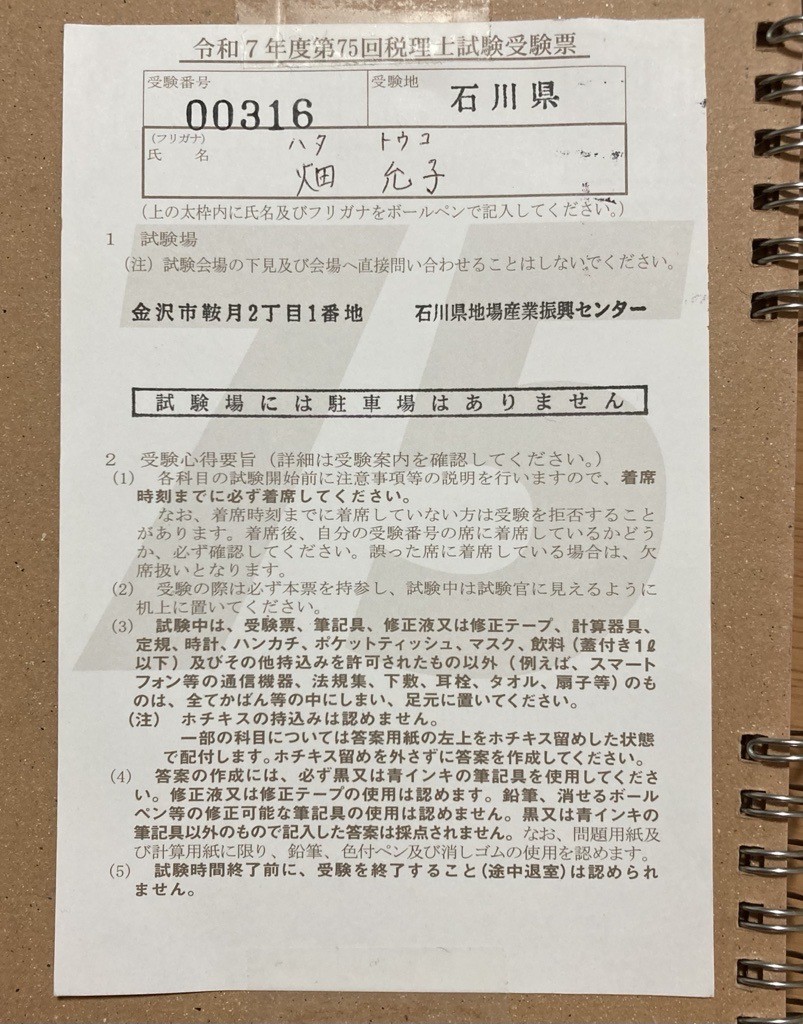 令和7年度第75回税理士試験受験票
受験番号
00316
受験地
石川県
(フリガナ)
ハタ トウコ
氏 名
畑 允子
(上の太枠内に氏名及びフリガナをボールペンで記入してください。)
1 試験場
(注) 試験会場の下見及び会場へ直接問い合わせることはしないでください。
金沢市鞍月2丁目1番地 石川県地場産業振興センター
試験場には駐車場はありません
2 受験心得要旨(詳細は受験案内を確認してください。)
(1) 各科目の試験開始前に注意事項等の説明を行いますので、着席
時刻までに必ず着席してください。
なお、着席時刻までに着席していない方は受験を拒否すること
があります。着席後、自分の受験番号の席に着席しているかどう
か、必ず確認してください。誤った席に着席している場合は、欠
席扱いとなります。
(2) 受験の際は必ず本票を持参し、試験中は試験官に見えるように
机上に置いてください。
(3) 試験中は、受験票、筆記具、修正液又は修正テープ、計算器具、
定規、時計、ハンカチ、ポケットティッシュ、マスク、飲料(蓋付き1ℓ
以下)及びその他持込みを許可されたもの以外(例えば、スマート
フォン等の通信機器、法規集、下敷、耳栓、タオル、扇子等)のも
のは、全てかばん等の中にしまい、足元に置いてください。
(注) ホチキスの持込みは認めません。
一部の科目については答案用紙の左上をホチキス留めした状態
で配付します。ホチキス留めを外さずに答案を作成してください。
(4) 答案の作成には、必ず黒又は青インキの筆記具を使用してくださ
い。修正液又は修正テープの使用は認めます。鉛筆、消せるボール
ペン等の修正可能な筆記具の使用は認めません。黒又は青インキの
筆記具以外のもので記入した答案は採点されません。なお、問題用紙及
び計算用紙に限り、鉛筆、色付ペン及び消しゴムの使用を認めます。
(5) 試験時間終了前に、受験を終了すること(途中退室)は認められ
ません。
75